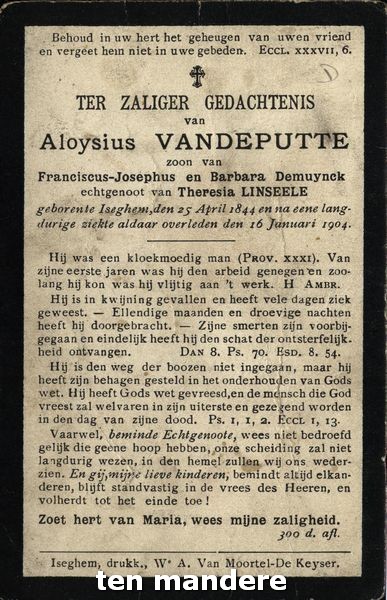 Behoud in uw hert het geheugen van uwen vriend
en vergeet hem niet in uwe gebeden. ECCL. XXXVII, 6.
D
TER ZALIGER GEDACHTENIS
van
Aloysius VANDEPUTTE
zoon van
Franciscus-Josephus en Barbara Demuynck
echtgenoot van Theresia LINSEELE
geboren te Iseghem, den 25 April 1844 en na eene lang-
durige ziekte aldaar overleden den 16 Januari 1904.
Hij was een kloekmoedig man (PROV. XXXI). Van
zijne eerste jaren was hij den arbeid genegen en zoo-
lang hij kon was hij vlijtig aan 't werk. H AMBR.
Hij is in kwijning gevallen en heeft vele dagen ziek
geweest. — Ellendige maanden en droevige nachten
heeft hij doorgebracht. — Zijne smerten zijn voorbij-
gegaan en eindelijk heeft hij den schat der onsterfelijk-
heid ontvangen. DAN 8. Ps. 70. ESD. 8. 54.
Hij is den weg der boozen niet ingegaan, maar hij
heeft zijn behagen gesteld in het onderhouden van Gods
wet. Hij heeft Gods wet gevreesd, en de mensch die God
vreest zal welvaren in zijn uiterste en gezegend worden
in den dag van zijne dood. Ps. 1, 1, 2. ECCL 1, 13.
Vaarwel, beminde Echtgenoote, wees niet bedroefd
gelijk die geene hoop hebben, onze scheiding zal niet
langdurig wezen, in den hemel zullen wij ons weder-
zien. En gij, mijne lieve kinderen, bemindt altijd elkan-
deren, blijft standvastig in de vrees des Heeren, en
volherdt tot het einde toe!
Zoet hert van Maria, wees mijne zaligheid.
300 d. afl.
Iseghem, drukk., We A. Van Moortel-De Keyser.
ten mandere